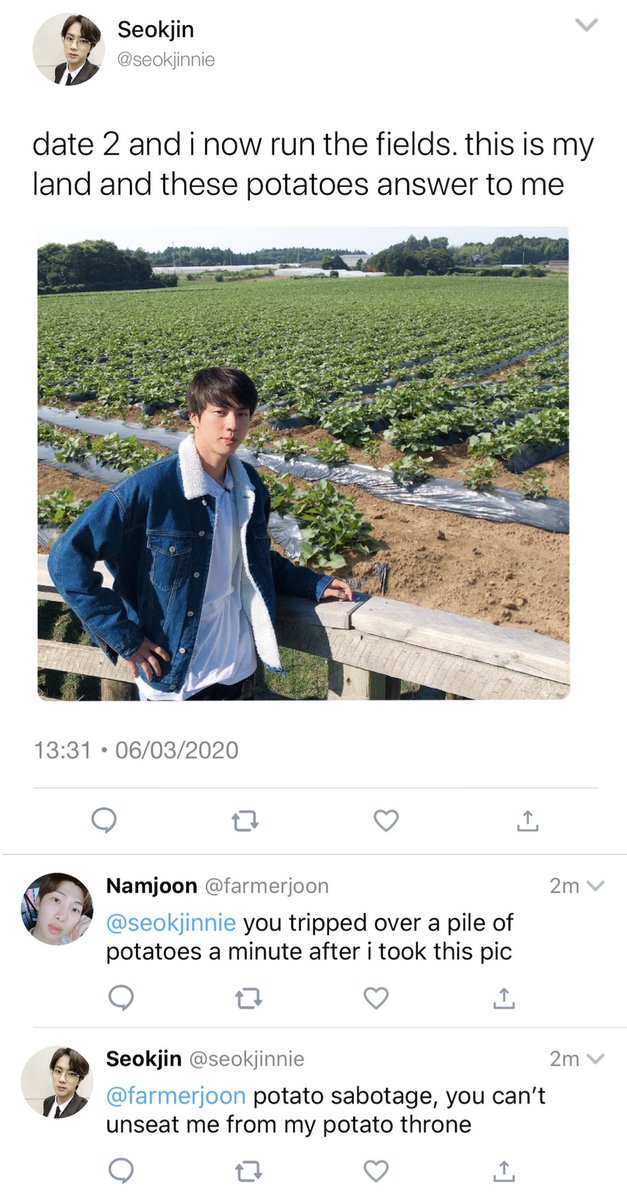 Seokjin
@seokjinnie
date 2 and i now run the fields. this is my
land and these potatoes answer to me
13:31 • 06/03/2020
Namjoon @farmerjoon 2m
@seokjinnie you tripped over a pile of
potatoes a minute after i took this pic
Seokjin @seokjinnie 2m
@farmerjoon potato sabotage, you can’t
unseat me from my potato throne